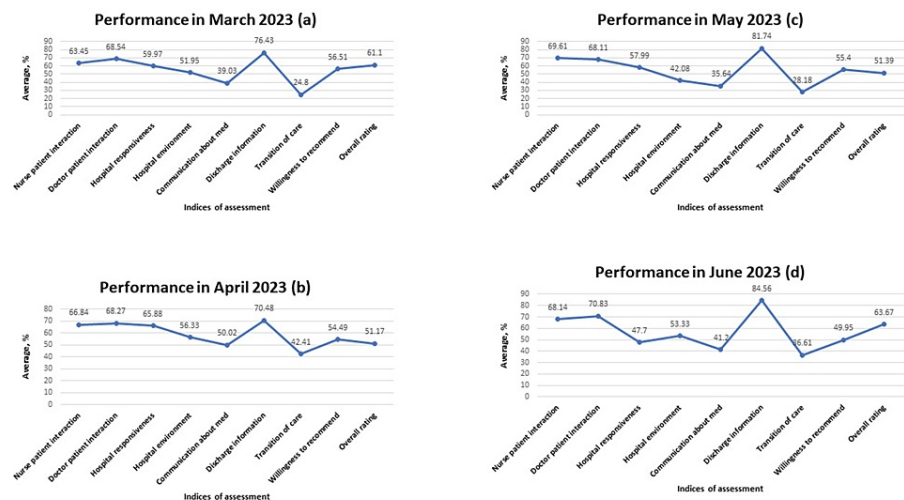 Performance in March 2023 (a)
Average, %
90
80
70
60
50
40
30
20
10
0
63.45
68.54
59.97
51.95
39.03
76.43
24.8
56.51
61.1
Nurse patient interaction
Doctor patient interaction
Hospital responsiveness
Hospital environment
Communication about med
Discharge information
Transition of care
Willingness to recommend
Overall rating
Indices of assessment
Performance in May 2023 (c)
Average, %
90
80
70
60
50
40
30
20
10
0
69.61
68.11
57.99
42.08
35.64
81.74
28.18
55.4
51.39
Nurse patient interaction
Doctor patient interaction
Hospital responsiveness
Hospital environment
Communication about med
Discharge information
Transition of care
Willingness to recommend
Overall rating
Indices of assessment
Performance in April 2023 (b)
Average, %
80
70
60
50
40
30
20
10
0
66.84
68.27
65.88
56.33
50.02
70.48
42.41
54.49
51.17
Nurse patient interaction
Doctor patient interaction
Hospital responsiveness
Hospital environment
Communication about med
Discharge information
Transition of care
Willingness to recommend
Overall rating
Indices of assessment
Performance in June 2023 (d)
Average, %
90
80
70
60
50
40
30
20
10
0
68.14
70.83
47.7
53.33
41.2
84.56
36.61
49.95
63.67
Nurse patient interaction
Doctor patient interaction
Hospital responsiveness
Hospital environment
Communication about med
Discharge information
Transition of care
Willingness to recommend
Overall rating
Indices of assessment